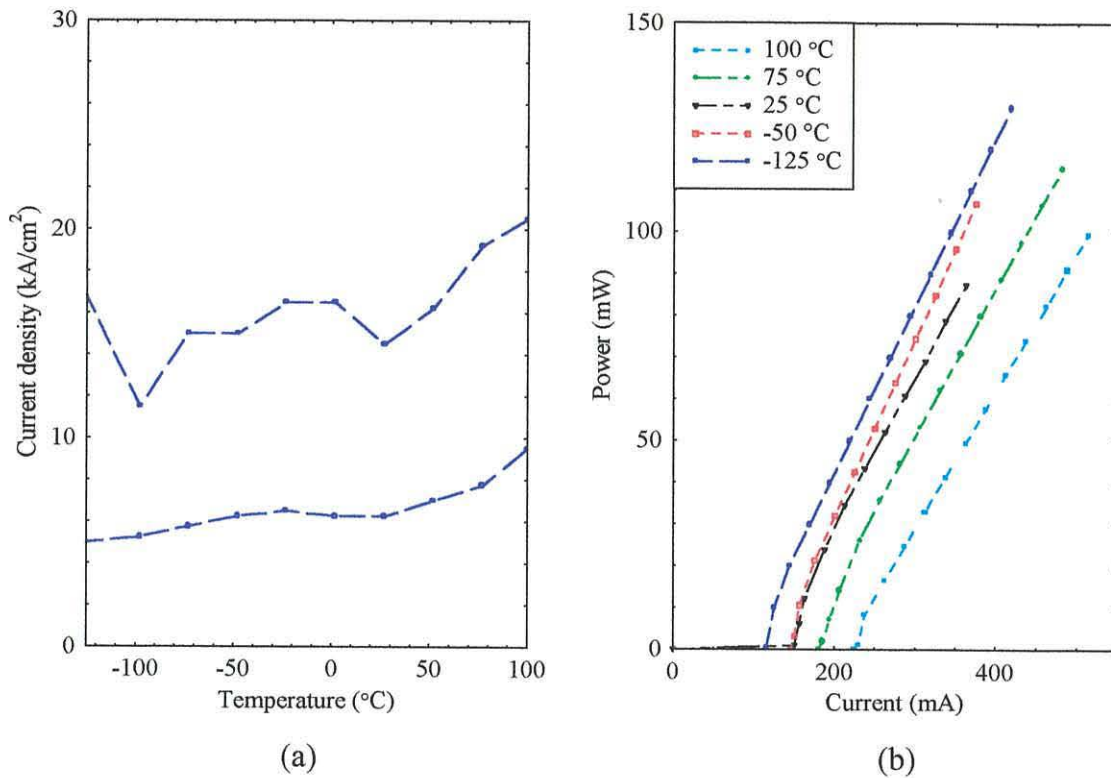 30
20
10
0
Current density (kA/cm²)
-100
-50
0
50
100
Temperature (°C)
(a)
150
100
50
0
Power (mW)
100 °C
75 °C
25 °C
-50 °C
-125 °C
0
200
400
Current (mA)
(b)